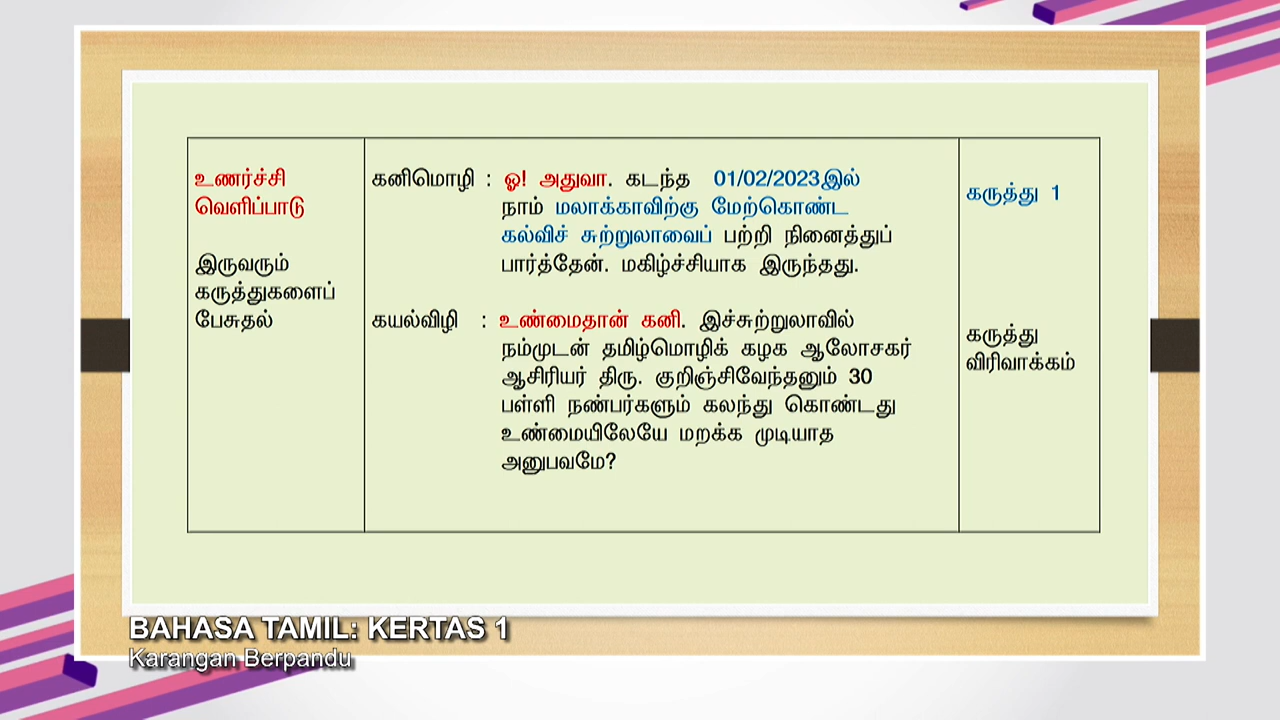 உணர்ச்சி
வெளிப்பாடு
இருவரும்
கருத்துகளைப்
பேசுதல்
கனிமொழி : ஓ! அதுவா. கடந்த 01/02/2023இல்
நாம் மலாக்காவிற்கு மேற்கொண்ட
கல்விச் சுற்றுலாவைப் பற்றி நினைத்துப்
பார்த்தேன். மகிழ்ச்சியாக இருந்தது.
கயல்விழி : உண்மைதான் கனி. இச்சுற்றுலாவில்
நம்முடன் தமிழ்மொழிக் கழக ஆலோசகர்
ஆசிரியர் திரு. குறிஞ்சிவேந்தனும் 30
பள்ளி நண்பர்களும் கலந்து கொண்டது
உண்மையிலேயே மறக்க முடியாத
அனுபவமே?
கருத்து 1
கருத்து
விரிவாக்கம்
BAHASA TAMIL: KERTAS 1
Karangan Berpandu